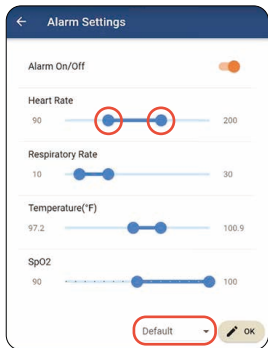 Alarm Settings
Alarm On/Off
Heart Rate
90 200
Respiratory Rate
10 30
Temperature(°F)
97.2 100.9
SpO2
90 100
Default OK